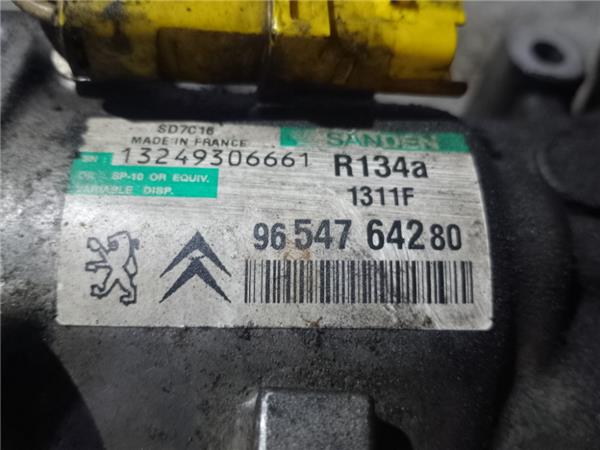 SD7C16
MADE IN FRANCE
SANDEN
SN : 13249306661
R134a
OIL : SP-10 OR EQUIV.
VARIABLE DISP.
1311F
96 547 642 80